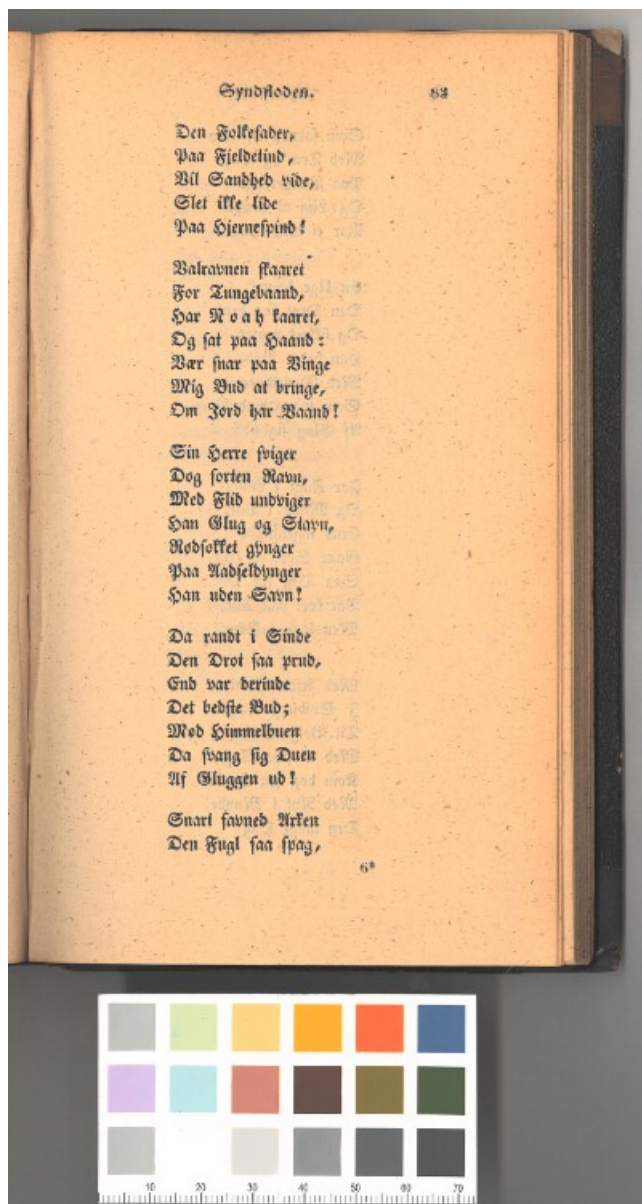 Syndfloden. 83
Den Folkefader,
Paa Fjeldetind,
Vil Sandhed vide,
Slet ikke lide
Paa Hjernespind!
Valravnen skaaret
For Tungebaand,
Har Noah kaaret,
Og sat paa Haand:
Vær snar paa Vinge
Mig Bud at bringe,
Om Jord har Vaand!
Sin Herre sviger
Dog sorten Ravn,
Med Flid undviger
Han Glug og Stavn,
Rødsokket gynger
Paa Aadseldynger
Han uden Savn!
Da randt i Sinde
Den Drot saa prud,
End var derinde
Det bedste Bud;
Mod Himmelbuen
Da svang sig Duen
Af Gluggen ud!
Snart favned Arken
Den Fugl saa spag,
6*
10 20 30 40 50 60 70